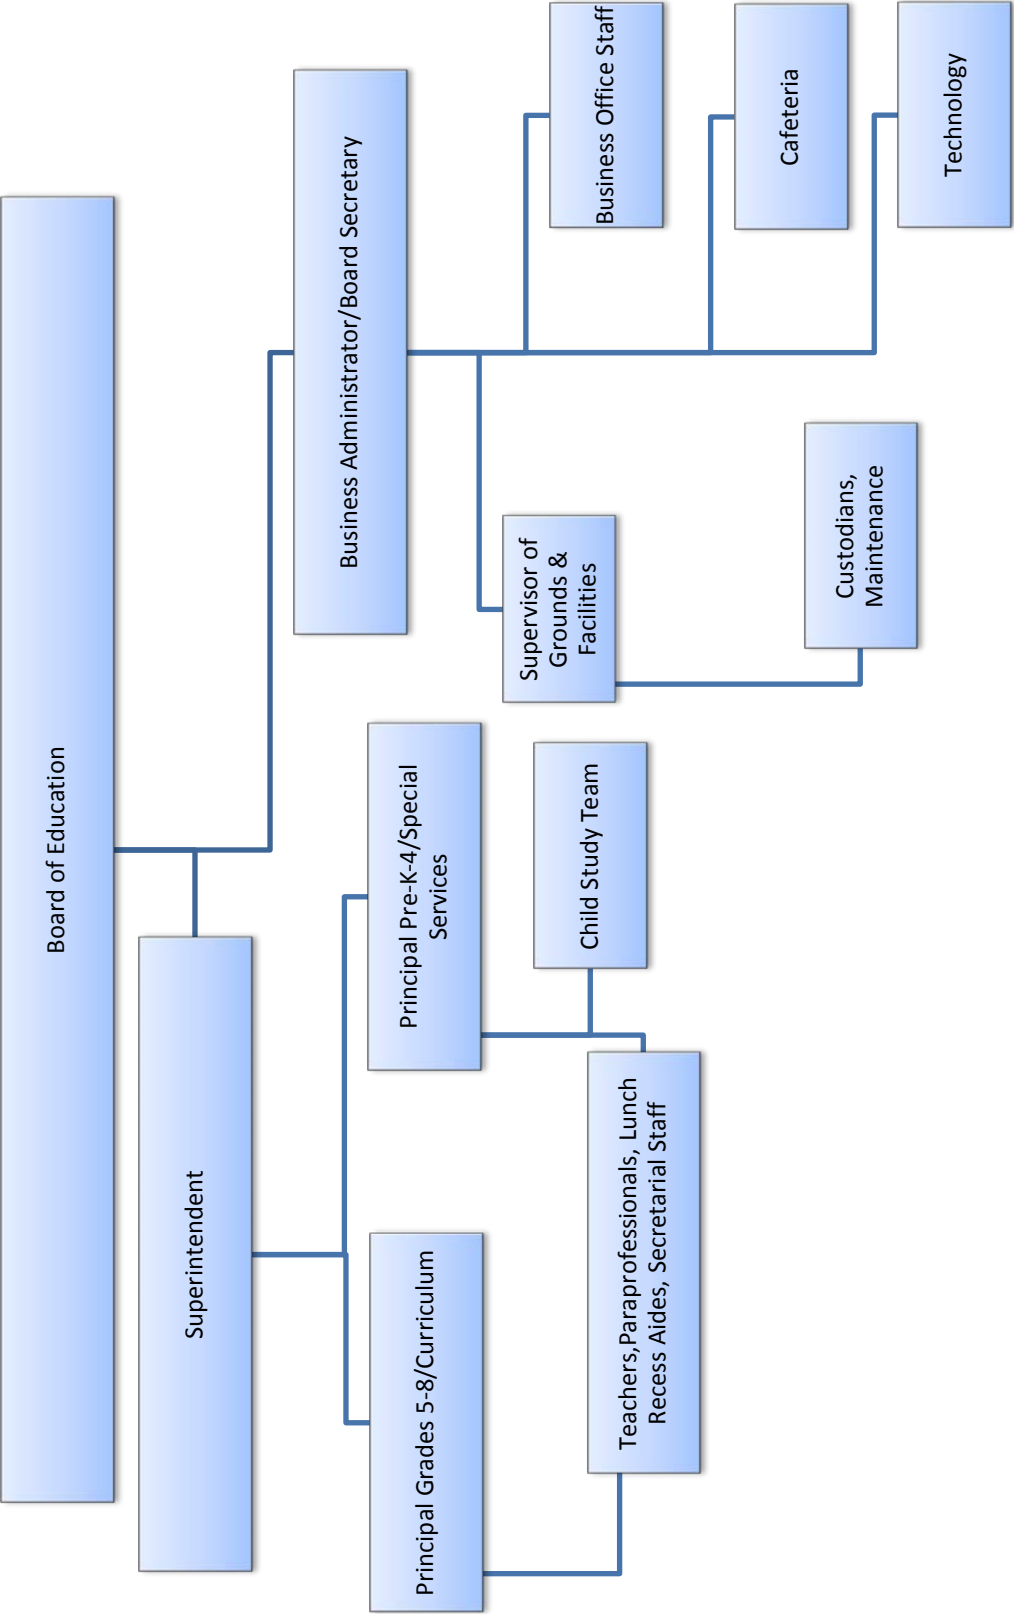 Board of Education
Superintendent
Business Administrator/Board Secretary
Principal Grades 5-8/Curriculum
Principal Pre-K-4/Special
Services
Supervisor of
Grounds &
Facilities
Business Office Staff
Child Study Team
Teachers,Paraprofessionals, Lunch
Recess Aides, Secretarial Staff
Cafeteria
Custodians,
Maintenance
Technology